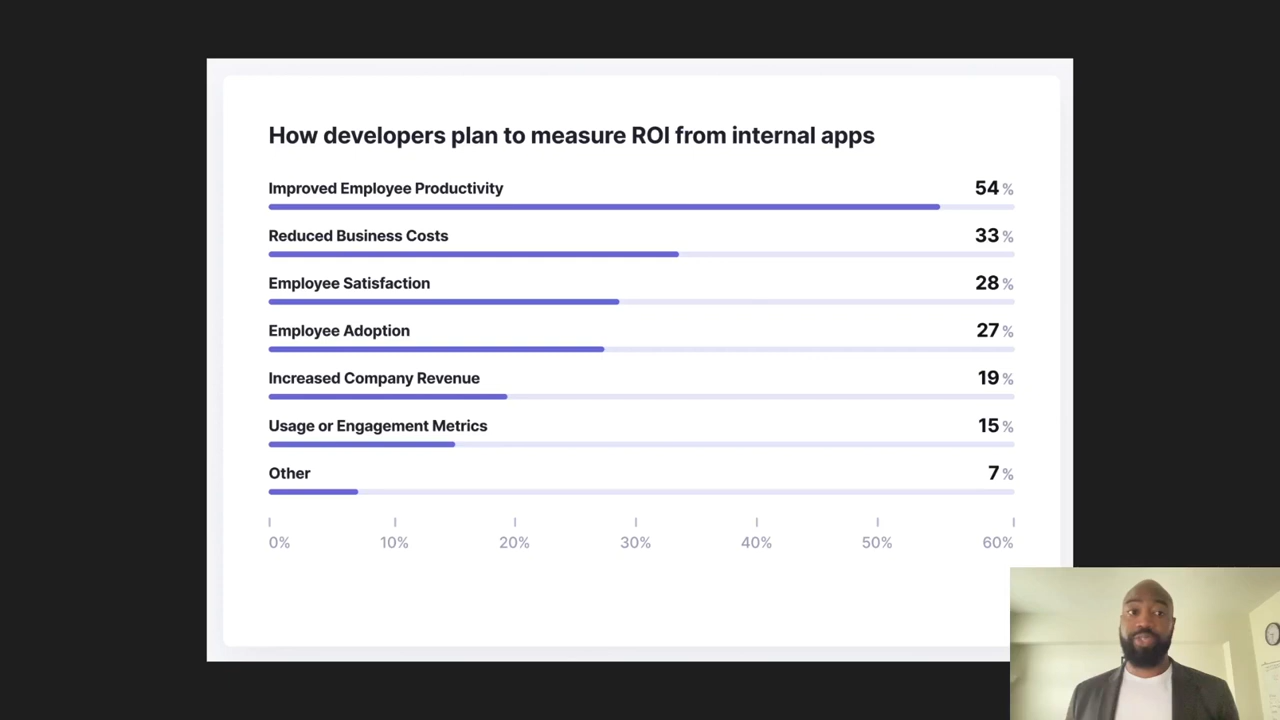 How developers plan to measure ROI from internal apps
Improved Employee Productivity 54 %
Reduced Business Costs 33 %
Employee Satisfaction 28 %
Employee Adoption 27 %
Increased Company Revenue 19 %
Usage or Engagement Metrics 15 %
Other 7 %
0% 10% 20% 30% 40% 50% 60%